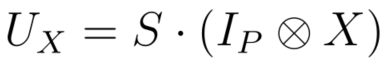 U_X = S · (I_P ⊗ X)